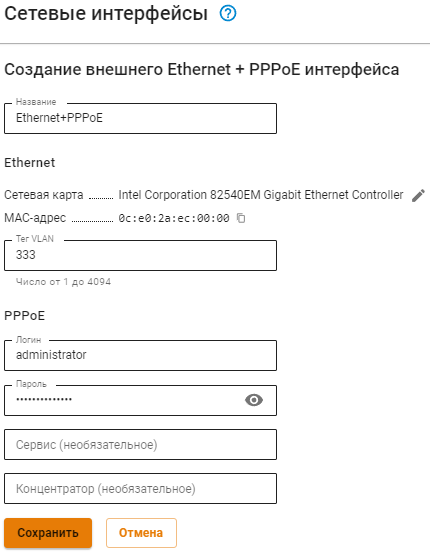 Сетевые интерфейсы ?
Создание внешнего Ethernet + PPPoE интерфейса
Название
Ethernet+PPPoE
Ethernet
Сетевая карта ........ Intel Corporation 82540EM Gigabit Ethernet Controller
MAC-адрес ............. 0c:e0:2a:ec:00:00
Тег VLAN
333
Число от 1 до 4094
PPPoE
Логин
administrator
Пароль
••••••••••••••
Сервис (необязательное)
Концентратор (необязательное)
Сохранить Отмена